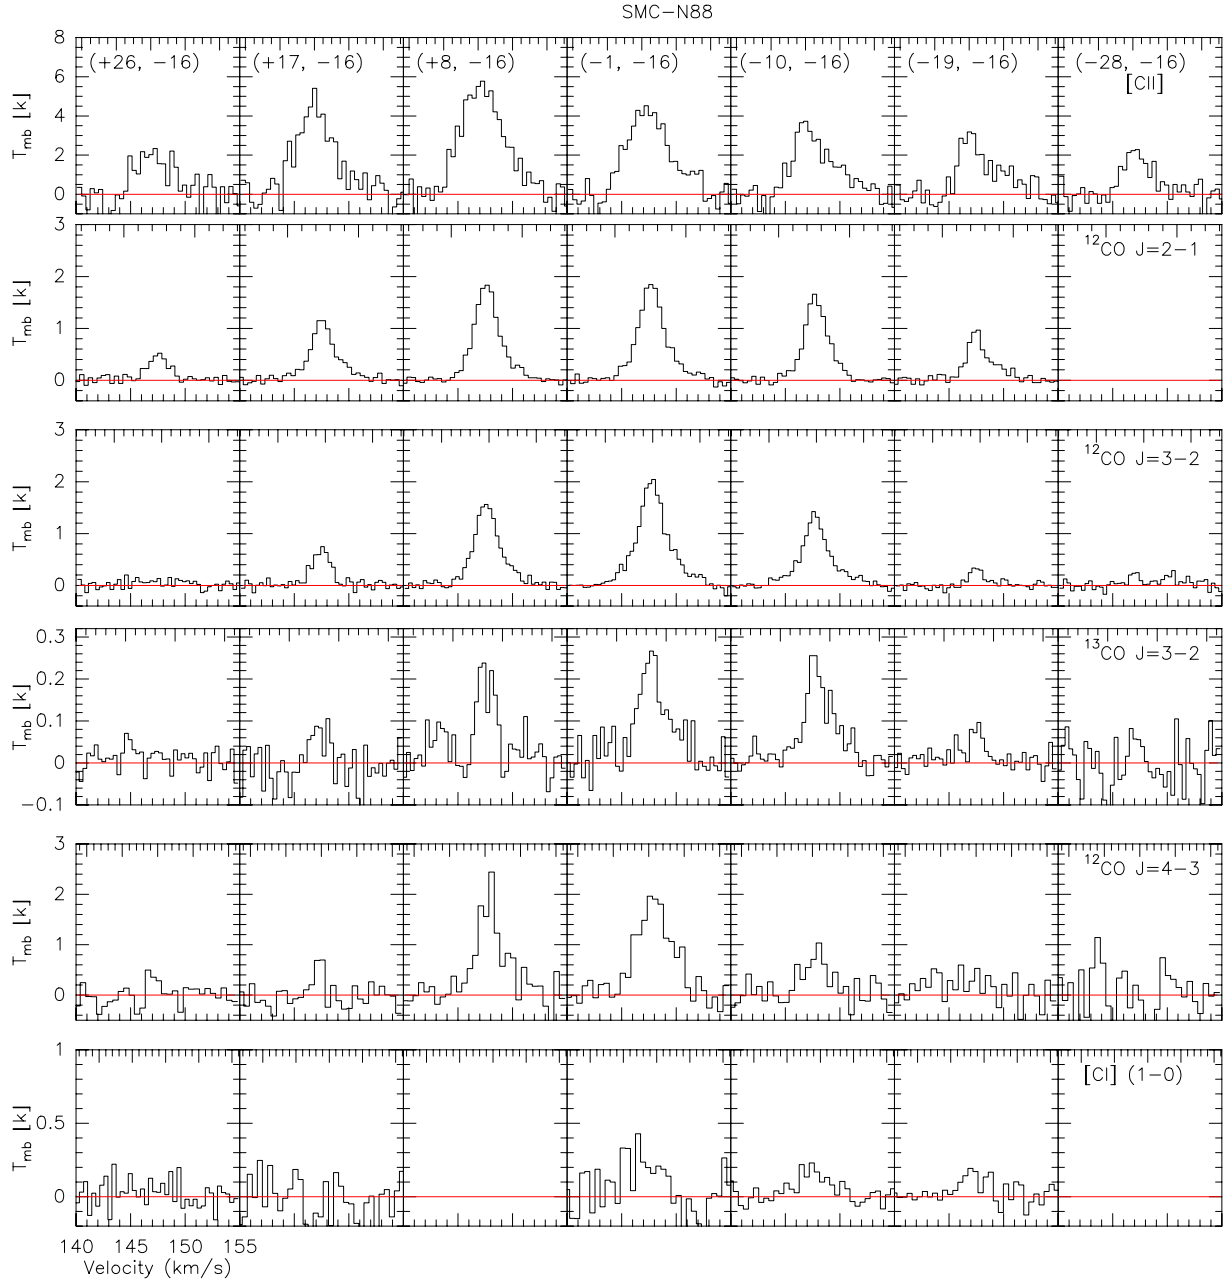 SMC-N88
8
6
4
2
0
T_mb [k]
(+26, -16) (+17, -16) (+8, -16) (-1, -16) (-10, -16) (-19, -16) (-28, -16)
[CII]
3
2
1
0
T_mb [k]
¹²CO J=2-1
3
2
1
0
T_mb [k]
¹²CO J=3-2
0.3
0.2
0.1
0
-0.1
T_mb [k]
¹³CO J=3-2
3
2
1
0
T_mb [k]
¹²CO J=4-3
1
0.5
0
T_mb [k]
[CI] (1-0)
140 145 150 155
Velocity (km/s)